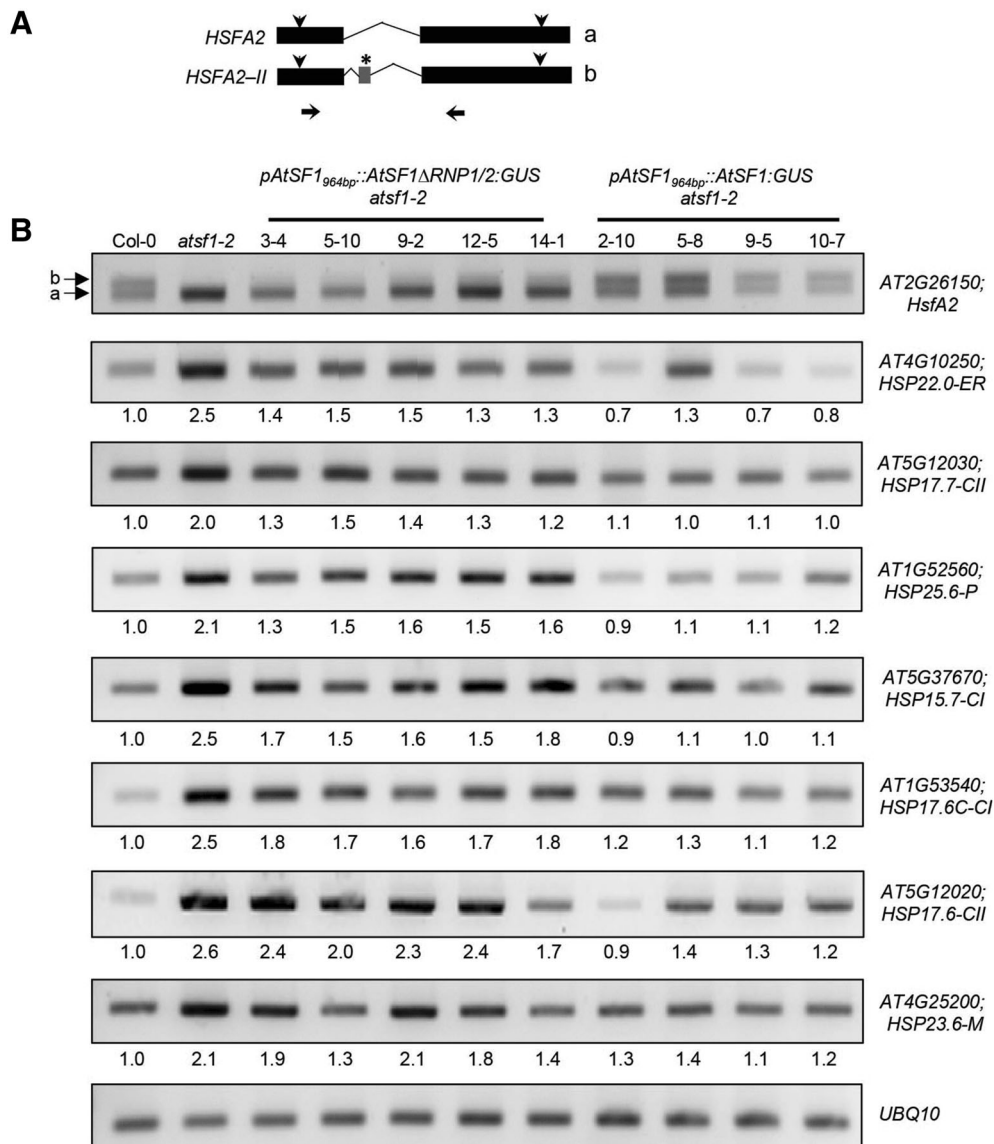 A
HSFA2 a
HSFA2–II * b
pAtSF1964bp::AtSF1ΔRNP1/2:GUS pAtSF1964bp::AtSF1:GUS
atsf1-2 atsf1-2
B
Col-0 atsf1-2 3-4 5-10 9-2 12-5 14-1 2-10 5-8 9-5 10-7
b
a
AT2G26150;
HsfA2
AT4G10250;
HSP22.0-ER
1.0 2.5 1.4 1.5 1.5 1.3 1.3 0.7 1.3 0.7 0.8
AT5G12030;
HSP17.7-CII
1.0 2.0 1.3 1.5 1.4 1.3 1.2 1.1 1.0 1.1 1.0
AT1G52560;
HSP25.6-P
1.0 2.1 1.3 1.5 1.6 1.5 1.6 0.9 1.1 1.1 1.2
AT5G37670;
HSP15.7-CI
1.0 2.5 1.7 1.5 1.6 1.5 1.8 0.9 1.1 1.0 1.1
AT1G53540;
HSP17.6C-CI
1.0 2.5 1.8 1.7 1.6 1.7 1.8 1.2 1.3 1.1 1.2
AT5G12020;
HSP17.6-CII
1.0 2.6 2.4 2.0 2.3 2.4 1.7 0.9 1.4 1.3 1.2
AT4G25200;
HSP23.6-M
1.0 2.1 1.9 1.3 2.1 1.8 1.4 1.3 1.4 1.1 1.2
UBQ10